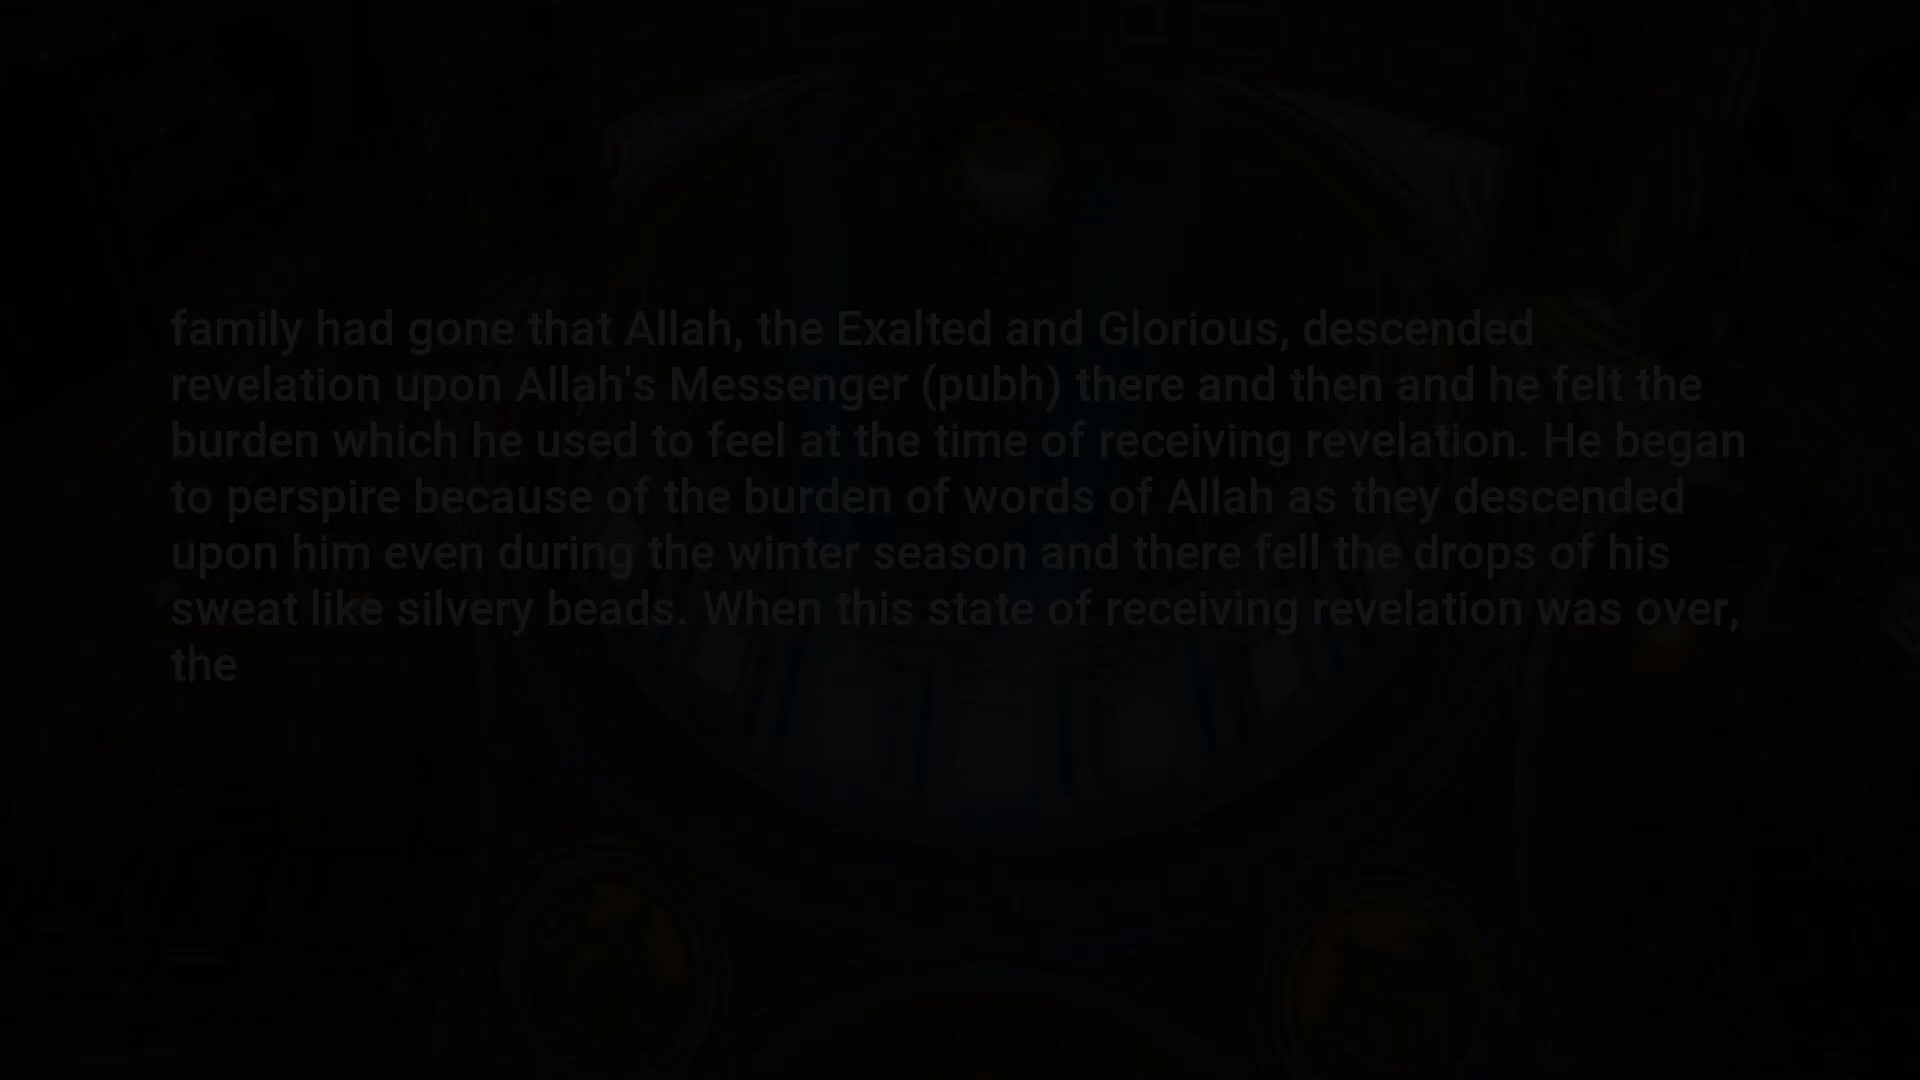 family had gone that Allah, the Exalted and Glorious, descended
revelation upon Allah's Messenger (pubh) there and then and he felt the
burden which he used to feel at the time of receiving revelation. He began
to perspire because of the burden of words of Allah as they descended
upon him even during the winter season and there fell the drops of his
sweat like silvery beads. When this state of receiving revelation was over,
the